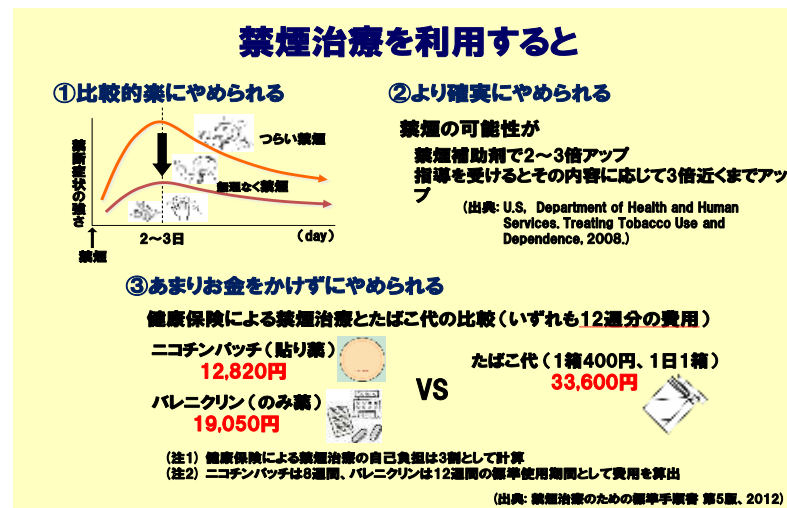 禁煙治療を利用すると
①比較的楽にやめられる
禁断症状の強さ
つらい禁煙
無理なく禁煙
2～3日
（day）
禁煙
②より確実にやめられる
禁煙の可能性が
禁煙補助剤で2～3倍アップ
指導を受けるとその内容に応じて3倍近くまでアッ
プ
（出典：U.S. Department of Health and Human
Services. Treating Tobacco Use and
Dependence, 2008.）
③あまりお金をかけずにやめられる
健康保険による禁煙治療とたばこ代の比較（いずれも12週分の費用）
ニコチンパッチ（貼り薬）
12,820円
バレニクリン（のみ薬）
19,050円
VS
たばこ代（1箱400円、1日1箱）
33,600円
（注1）健康保険による禁煙治療の自己負担は3割として計算
（注2）ニコチンパッチは8週間、バレニクリンは12週間の標準使用期間として費用を算出
（出典：禁煙治療のための標準手順書 第5版、2012）